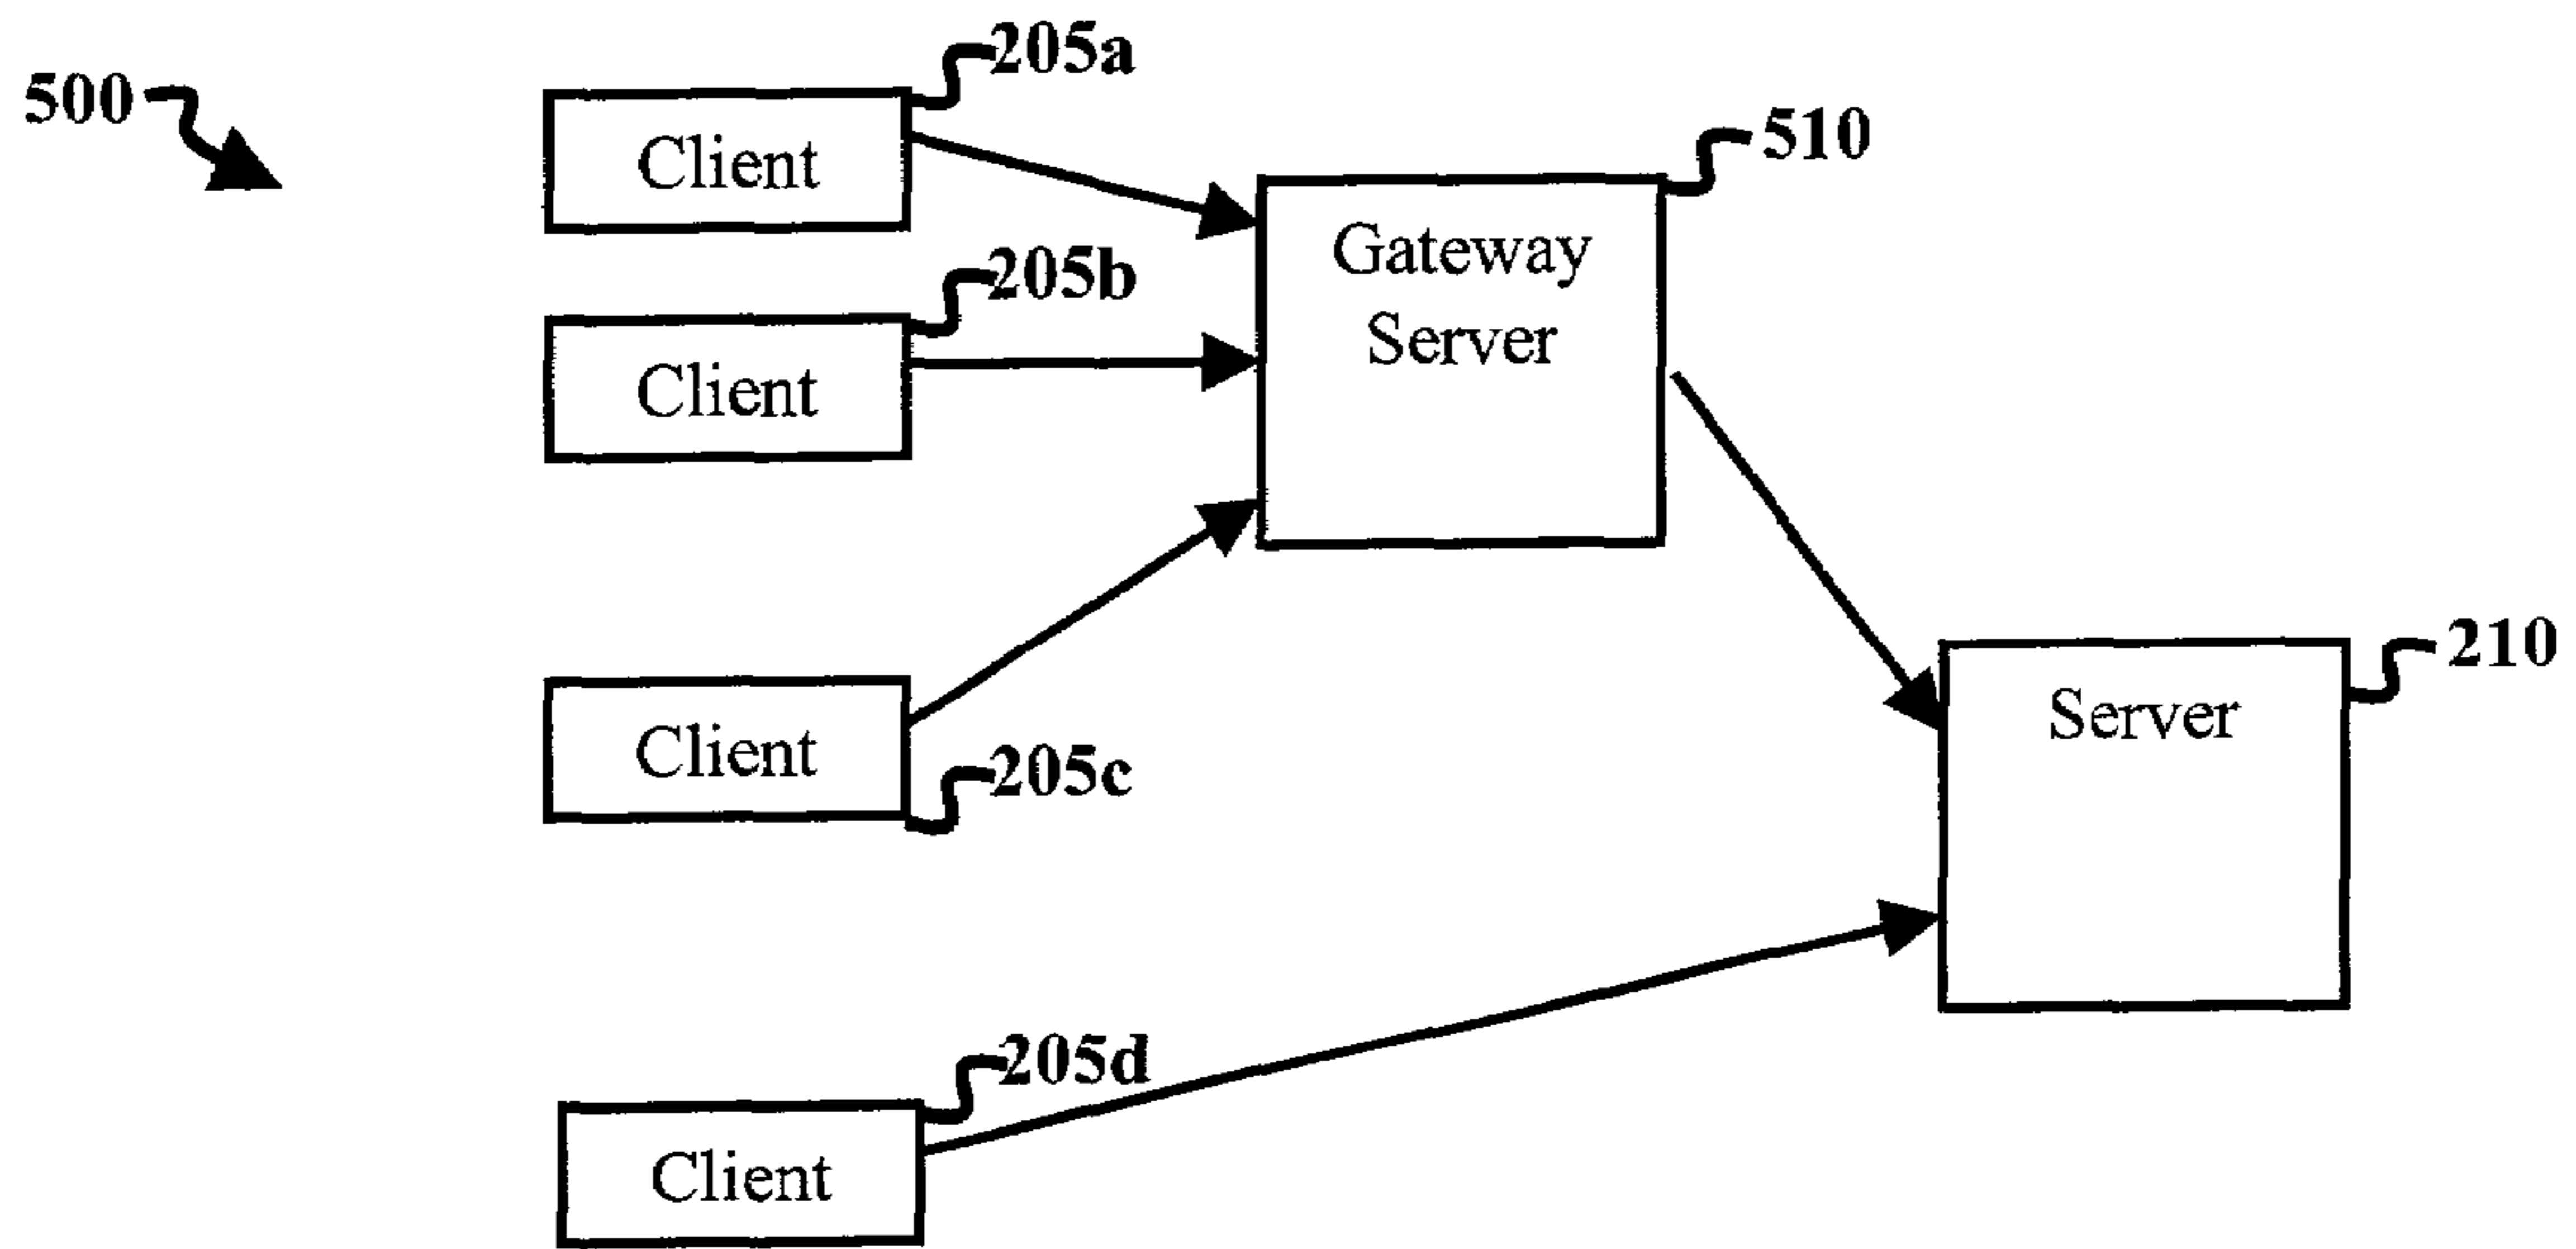 500
205a
Client
510
Gateway
Server
205b
Client
210
Server
Client
205c
205d
Client